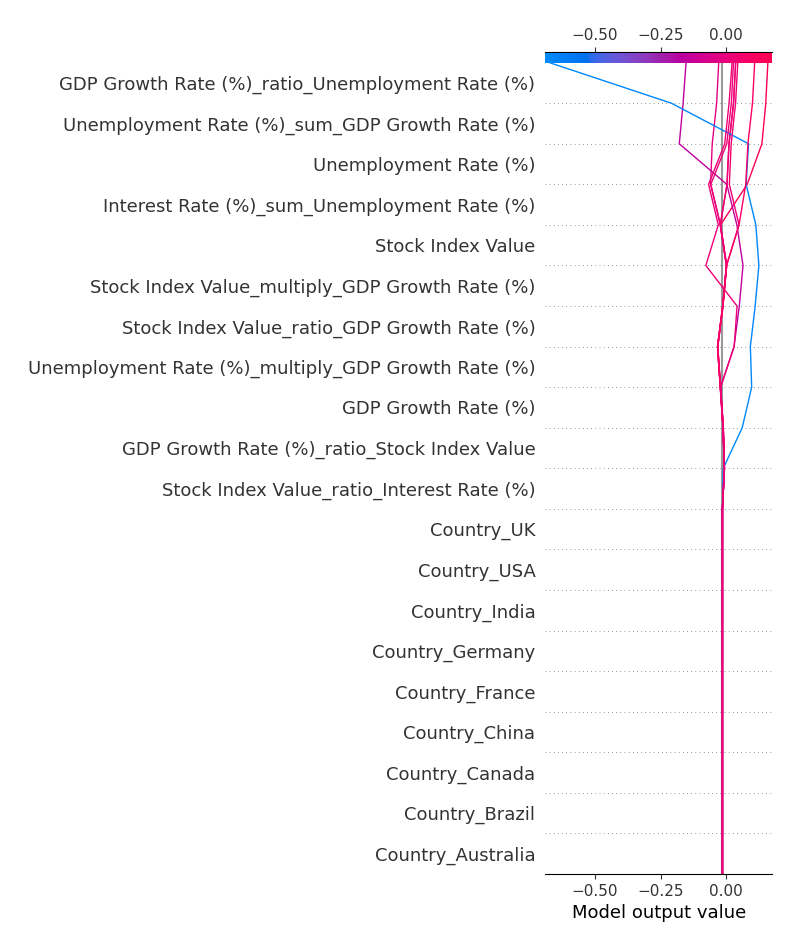 −0.50 −0.25 0.00
GDP Growth Rate (%)_ratio_Unemployment Rate (%)
Unemployment Rate (%)_sum_GDP Growth Rate (%)
Unemployment Rate (%)
Interest Rate (%)_sum_Unemployment Rate (%)
Stock Index Value
Stock Index Value_multiply_GDP Growth Rate (%)
Stock Index Value_ratio_GDP Growth Rate (%)
Unemployment Rate (%)_multiply_GDP Growth Rate (%)
GDP Growth Rate (%)
GDP Growth Rate (%)_ratio_Stock Index Value
Stock Index Value_ratio_Interest Rate (%)
Country_UK
Country_USA
Country_India
Country_Germany
Country_France
Country_China
Country_Canada
Country_Brazil
Country_Australia
−0.50 −0.25 0.00
Model output value